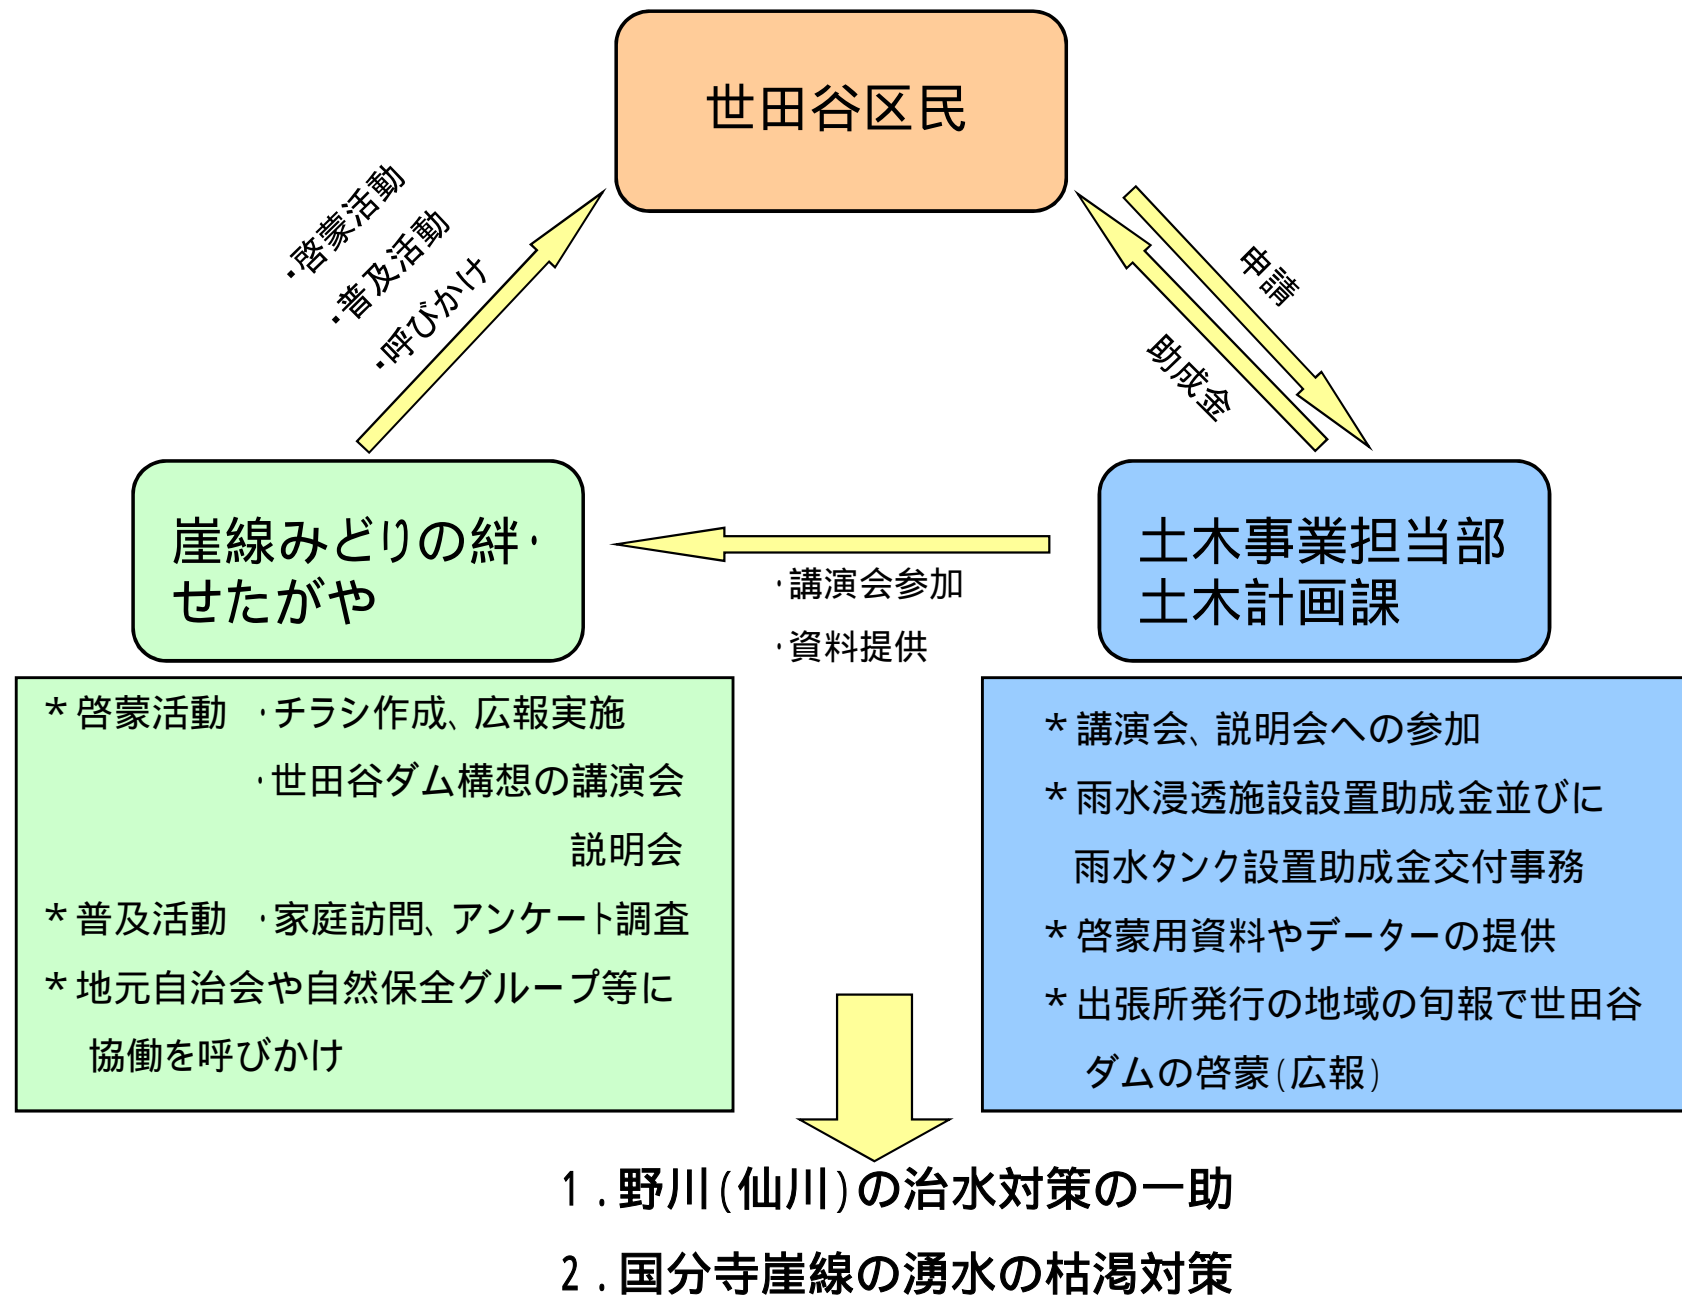 世田谷区民
・啓蒙活動
・普及活動
・呼びかけ
申請
助成金
崖線みどりの絆・
せたがや
・講演会参加
・資料提供
土木事業担当部
土木計画課
＊啓蒙活動 ・チラシ作成、広報実施
・世田谷ダム構想の講演会
説明会
＊普及活動 ・家庭訪問、アンケート調査
＊地元自治会や自然保全グループ等に
協働を呼びかけ
＊講演会、説明会への参加
＊雨水浸透施設設置助成金並びに
雨水タンク設置助成金交付事務
＊啓蒙用資料やデーターの提供
＊出張所発行の地域の旬報で世田谷
ダムの啓蒙(広報)
1．野川(仙川)の治水対策の一助
2．国分寺崖線の湧水の枯渇対策